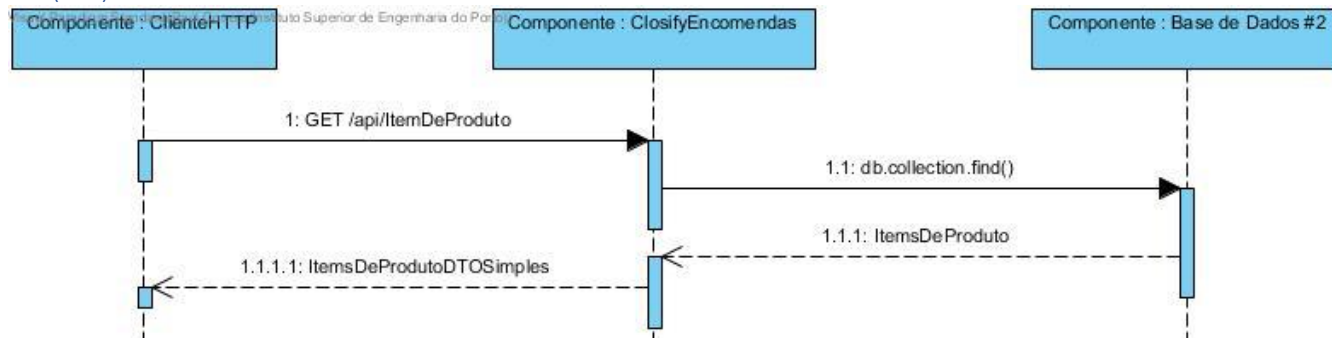 Instituto Superior de Engenharia do Porto
Componente : ClienteHTTP
Componente : ClosifyEncomendas
Componente : Base de Dados #2
1: GET /api/ItemDeProduto
1.1: db.collection.find()
1.1.1: ItemsDeProduto
1.1.1.1: ItemsDeProdutoDTOSimples